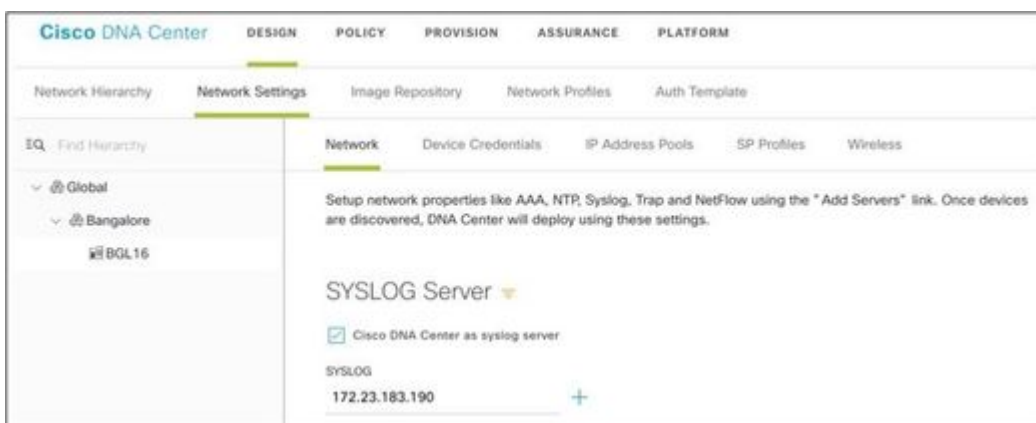 Cisco DNA Center DESIGN POLICY PROVISION ASSURANCE PLATFORM
Network Hierarchy Network Settings Image Repository Network Profiles Auth Template
Find Hierarchy
Global
Bangalore
BGL16
Network Device Credentials IP Address Pools SP Profiles Wireless
Setup network properties like AAA, NTP, Syslog, Trap and NetFlow using the "Add Servers" link. Once devices
are discovered, DNA Center will deploy using these settings.
SYSLOG Server
Cisco DNA Center as syslog server
SYSLOG
172.23.183.190